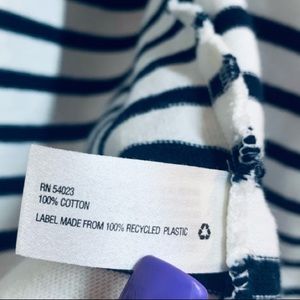 RN 54023
100% COTTON
LABEL MADE FROM 100% RECYCLED PLASTIC